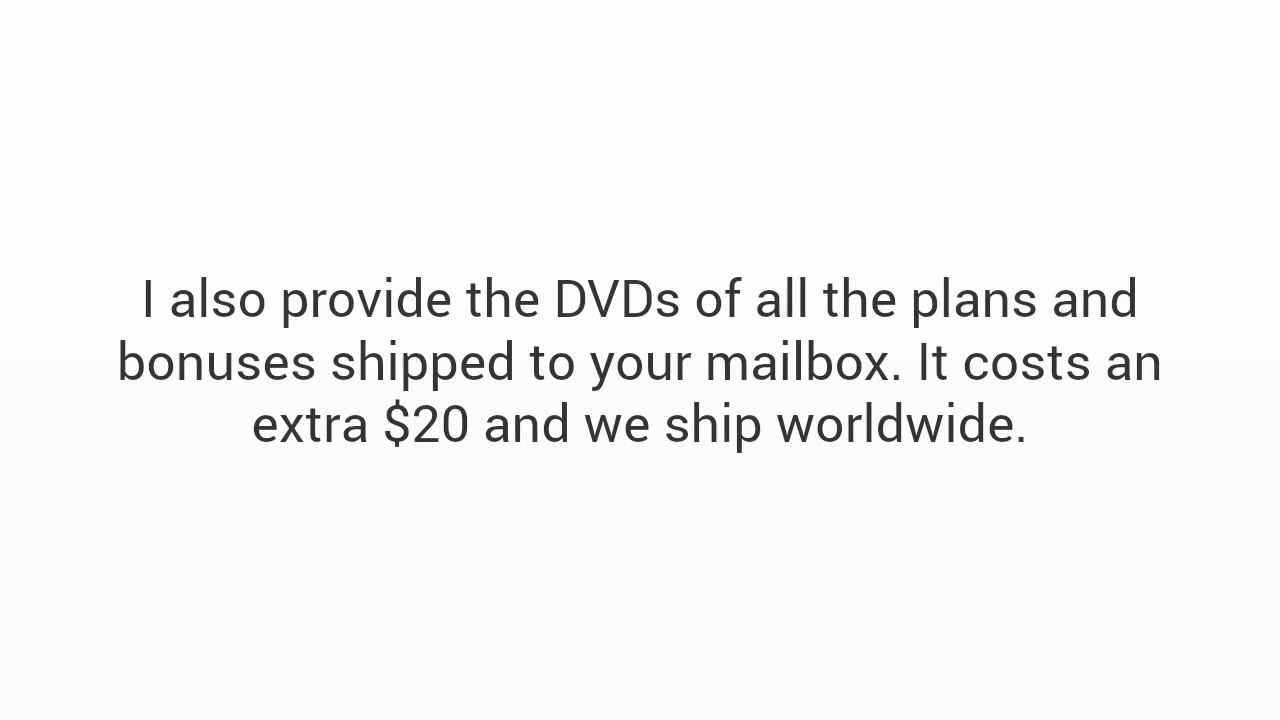 I also provide the DVDs of all the plans and
bonuses shipped to your mailbox. It costs an
extra $20 and we ship worldwide.